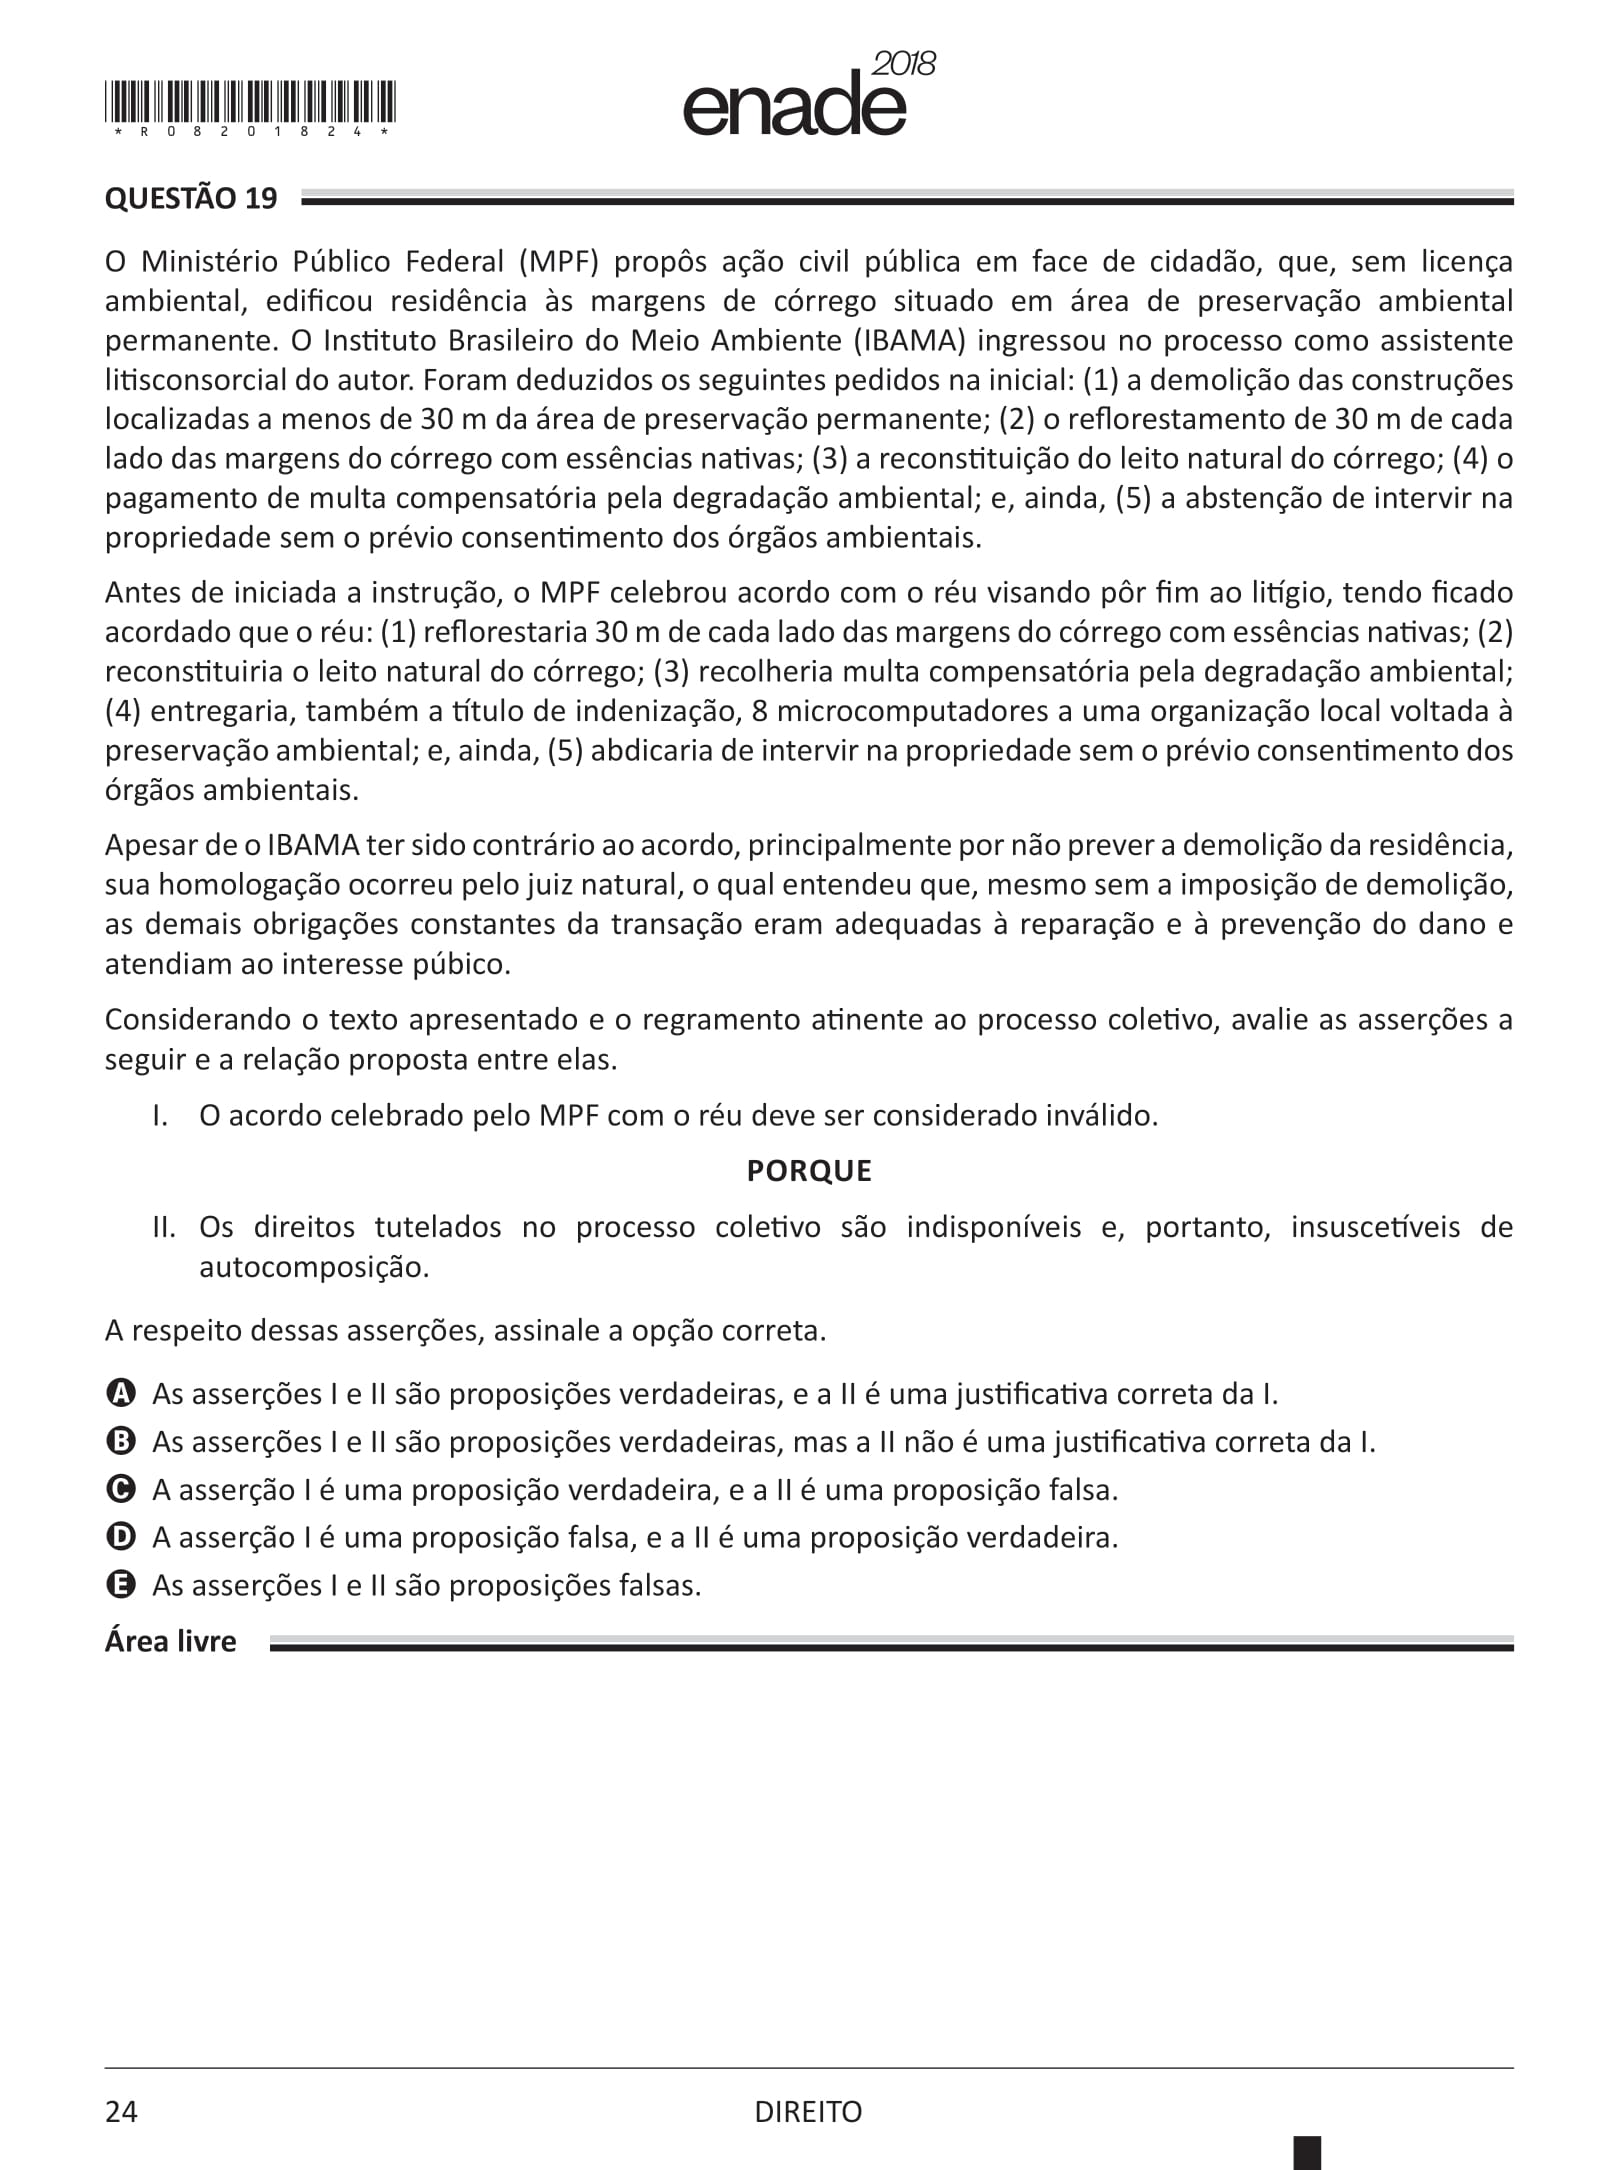 enade 2018
* R 0 8 2 0 1 8 2 4 *
QUESTÃO 19
O Ministério Público Federal (MPF) propôs ação civil pública em face de cidadão, que, sem licença
ambiental, edificou residência às margens de córrego situado em área de preservação ambiental
permanente. O Instituto Brasileiro do Meio Ambiente (IBAMA) ingressou no processo como assistente
litisconsorcial do autor. Foram deduzidos os seguintes pedidos na inicial: (1) a demolição das construções
localizadas a menos de 30 m da área de preservação permanente; (2) o reflorestamento de 30 m de cada
lado das margens do córrego com essências nativas; (3) a reconstituição do leito natural do córrego; (4) o
pagamento de multa compensatória pela degradação ambiental; e, ainda, (5) a abstenção de intervir na
propriedade sem o prévio consentimento dos órgãos ambientais.
Antes de iniciada a instrução, o MPF celebrou acordo com o réu visando pôr fim ao litígio, tendo ficado
acordado que o réu: (1) reflorestaria 30 m de cada lado das margens do córrego com essências nativas; (2)
reconstituiria o leito natural do córrego; (3) recolheria multa compensatória pela degradação ambiental;
(4) entregaria, também a título de indenização, 8 microcomputadores a uma organização local voltada à
preservação ambiental; e, ainda, (5) abdicaria de intervir na propriedade sem o prévio consentimento dos
órgãos ambientais.
Apesar de o IBAMA ter sido contrário ao acordo, principalmente por não prever a demolição da residência,
sua homologação ocorreu pelo juiz natural, o qual entendeu que, mesmo sem a imposição de demolição,
as demais obrigações constantes da transação eram adequadas à reparação e à prevenção do dano e
atendiam ao interesse púbico.
Considerando o texto apresentado e o regramento atinente ao processo coletivo, avalie as asserções a
seguir e a relação proposta entre elas.
I. O acordo celebrado pelo MPF com o réu deve ser considerado inválido.
PORQUE
II. Os direitos tutelados no processo coletivo são indisponíveis e, portanto, insuscetíveis de
autocomposição.
A respeito dessas asserções, assinale a opção correta.
A As asserções I e II são proposições verdadeiras, e a II é uma justificativa correta da I.
B As asserções I e II são proposições verdadeiras, mas a II não é uma justificativa correta da I.
C A asserção I é uma proposição verdadeira, e a II é uma proposição falsa.
D A asserção I é uma proposição falsa, e a II é uma proposição verdadeira.
E As asserções I e II são proposições falsas.
Área livre
24
DIREITO